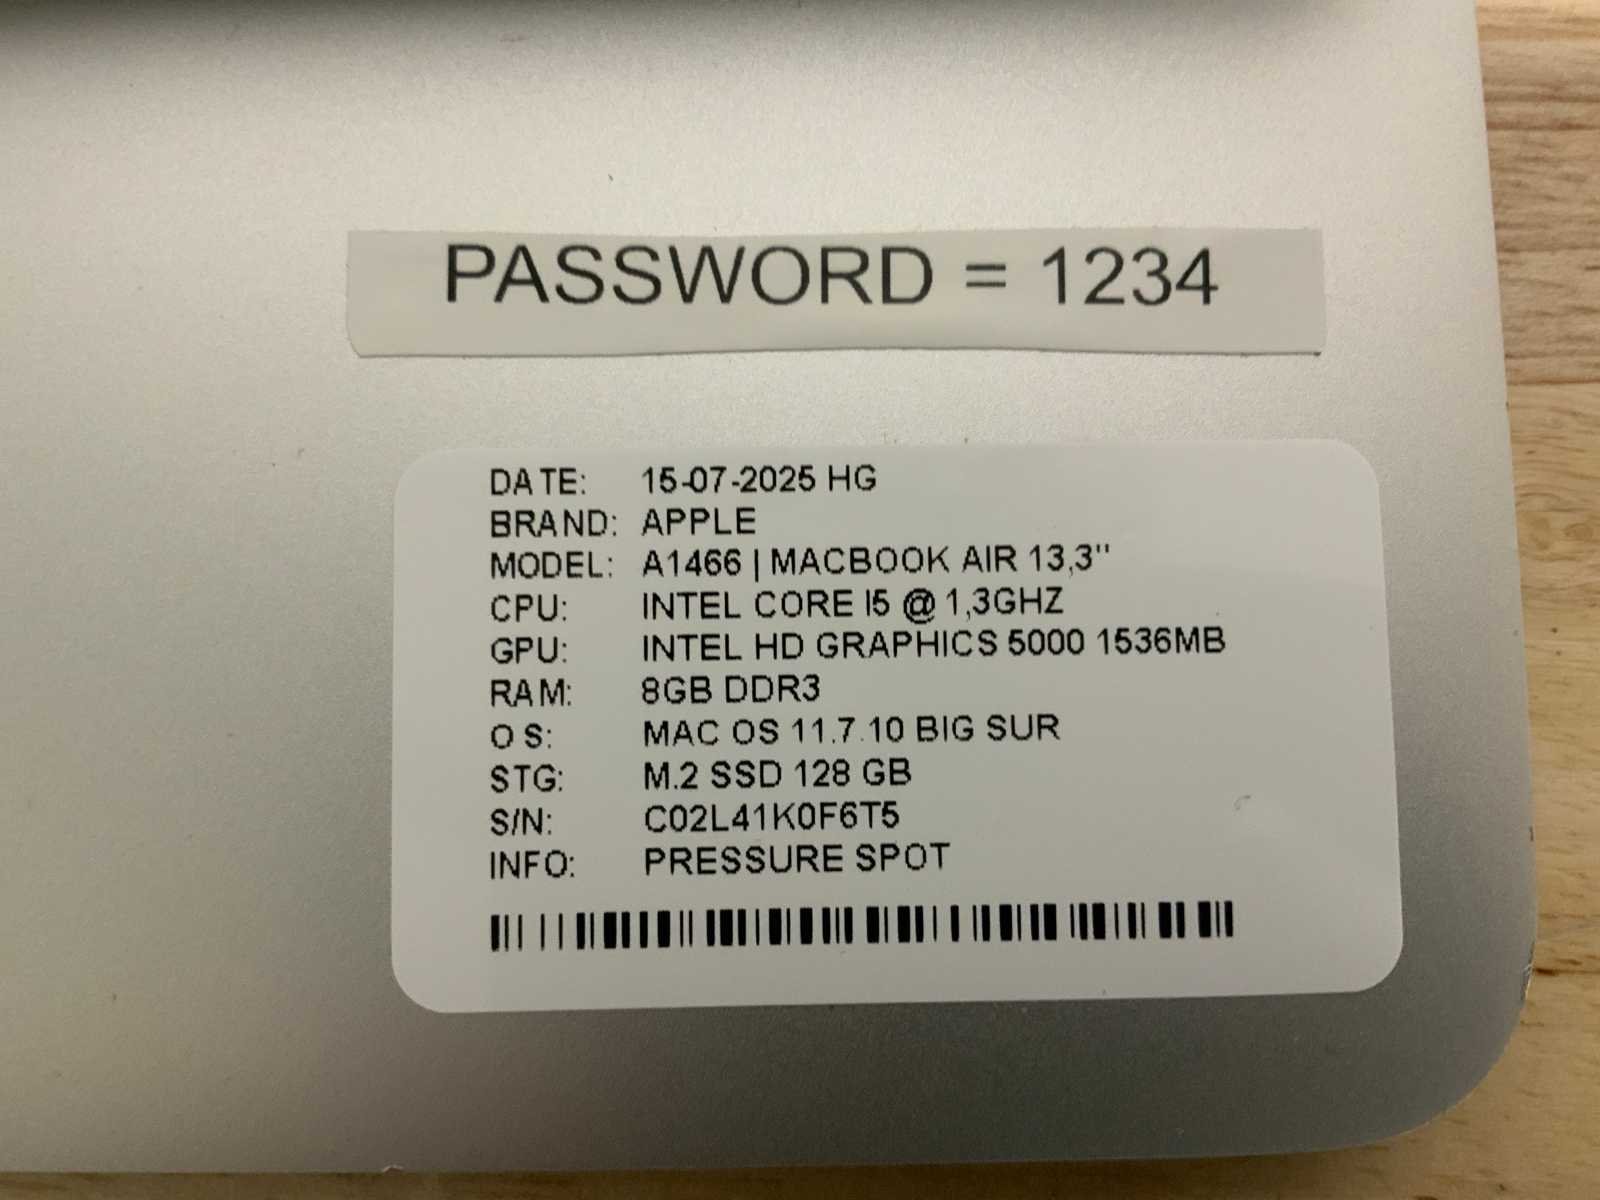 PASSWORD = 1234
DATE: 15-07-2025 HG
BRAND: APPLE
MODEL: A1466 | MACBOOK AIR 13,3"
CPU: INTEL CORE I5 @ 1,3GHZ
GPU: INTEL HD GRAPHICS 5000 1536MB
RAM: 8GB DDR3
OS: MAC OS 11.7.10 BIG SUR
STG: M.2 SSD 128 GB
S/N: C02L41K0F6T5
INFO: PRESSURE SPOT